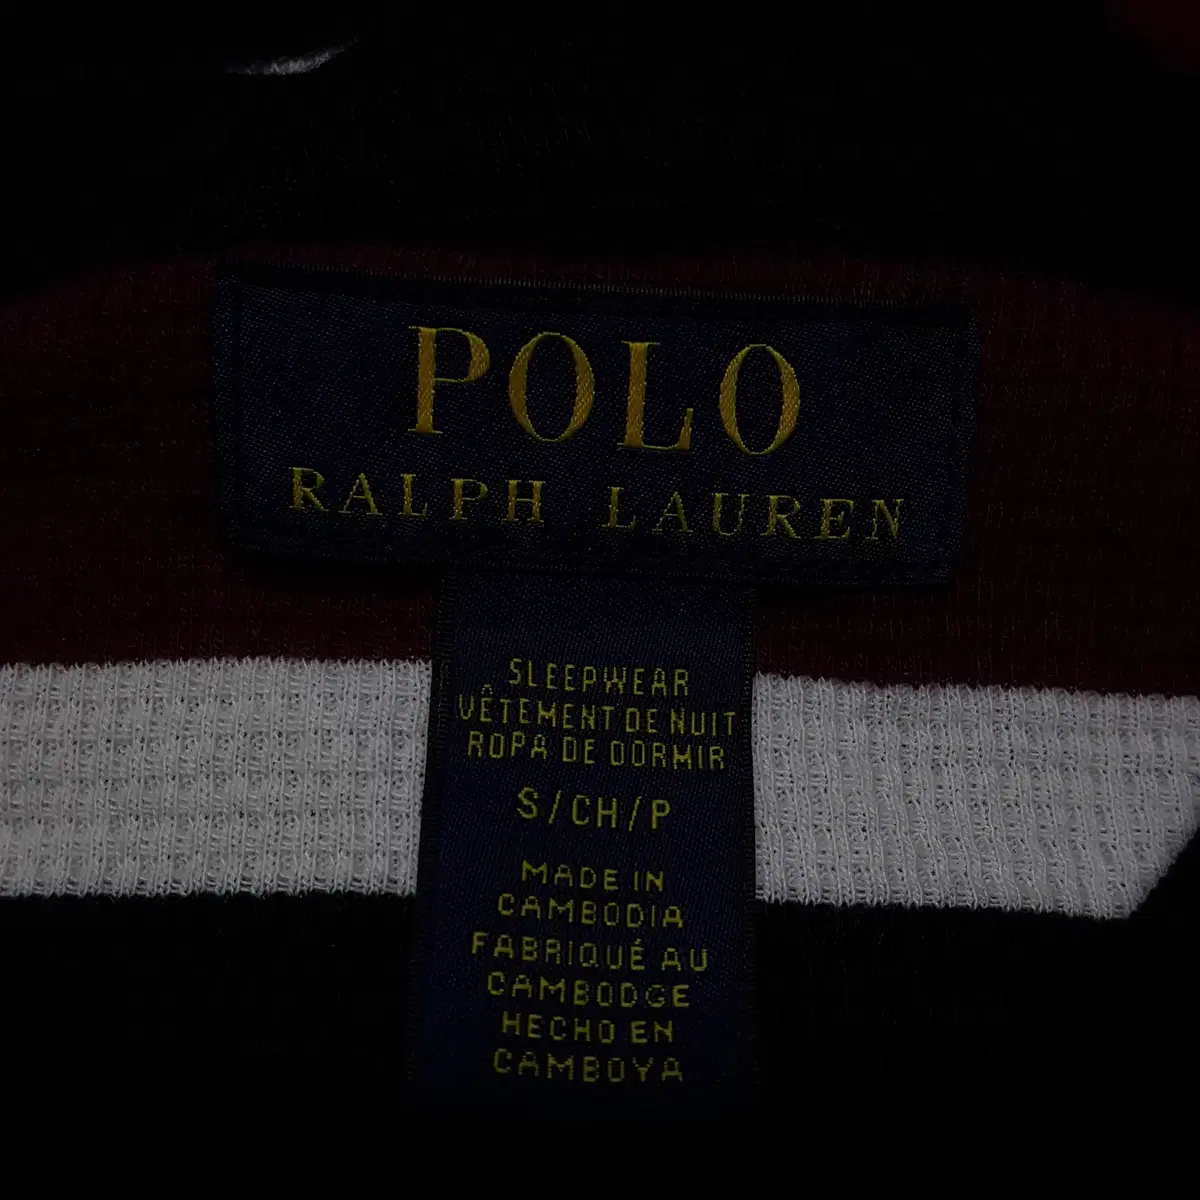 POLO
RALPH LAUREN
SLEEPWEAR
VÊTEMENT DE NUIT
ROPA DE DORMIR
S/CH/P
MADE IN
CAMBODIA
FABRIQUÉ AU
CAMBODGE
HECHO EN
CAMBOYA